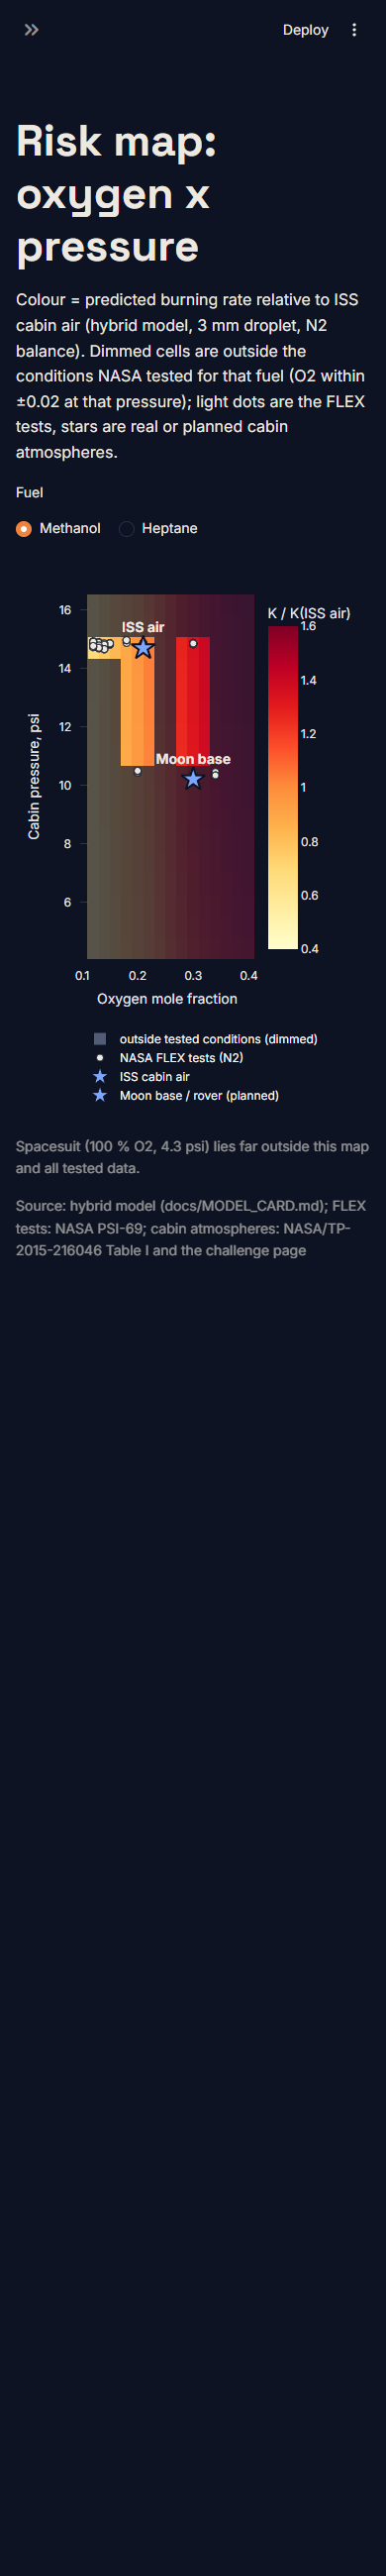 Deploy
Risk map:
oxygen x
pressure
Colour = predicted burning rate relative to ISS
cabin air (hybrid model, 3 mm droplet, N2
balance). Dimmed cells are outside the
conditions NASA tested for that fuel (O2 within
±0.02 at that pressure); light dots are the FLEX
tests, stars are real or planned cabin
atmospheres.
Fuel
Methanol
Heptane
K / K(ISS air)
1.6
1.4
1.2
1
0.8
0.6
0.4
16
14
12
10
8
6
Cabin pressure, psi
ISS air
Moon base
0.1
0.2
0.3
0.4
Oxygen mole fraction
outside tested conditions (dimmed)
NASA FLEX tests (N2)
ISS cabin air
Moon base / rover (planned)
Spacesuit (100 % O2, 4.3 psi) lies far outside this map
and all tested data.
Source: hybrid model (docs/MODEL_CARD.md); FLEX
tests: NASA PSI-69; cabin atmospheres: NASA/TP-
2015-216046 Table I and the challenge page